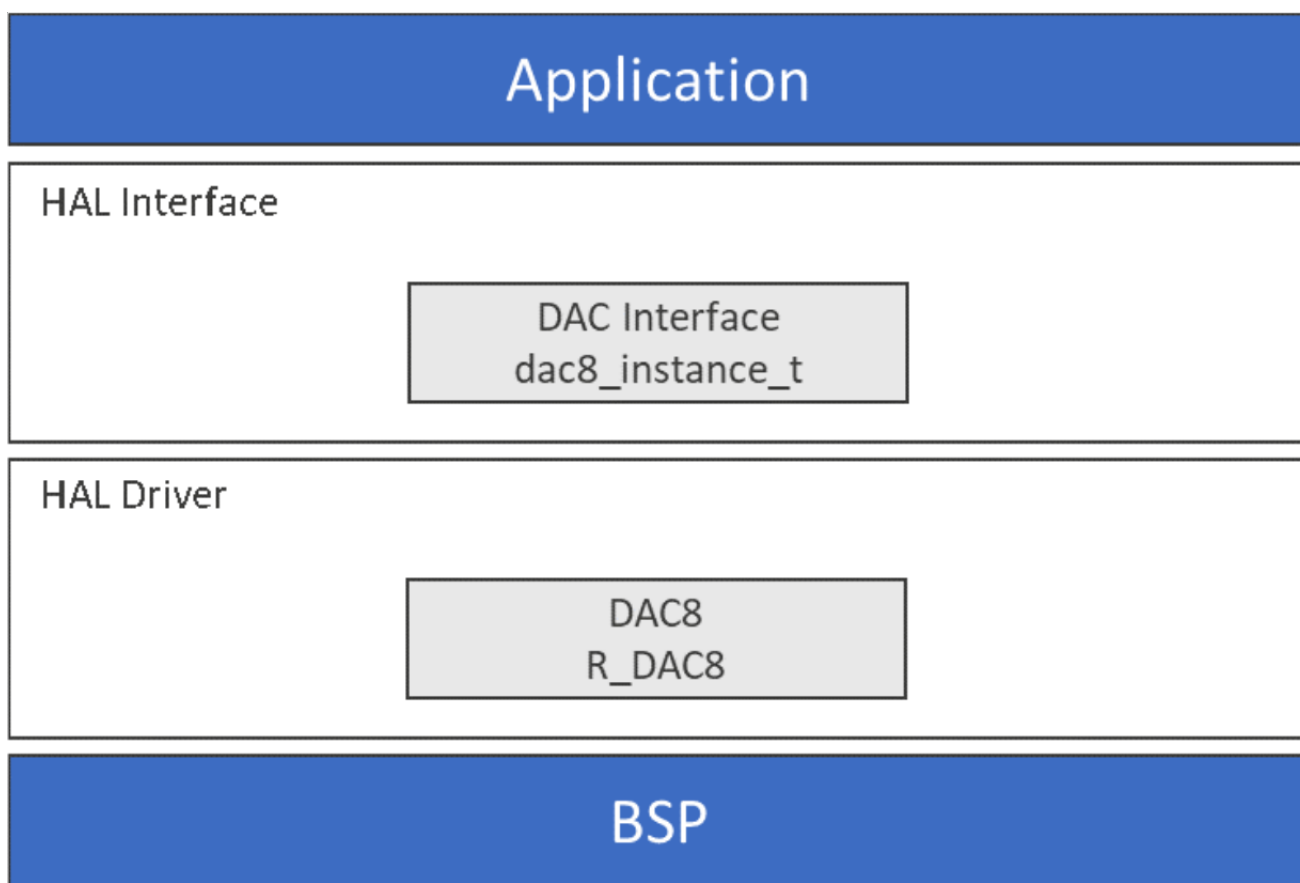 Application
HAL Interface
DAC Interface
dac8_instance_t
HAL Driver
DAC8
R_DAC8
BSP